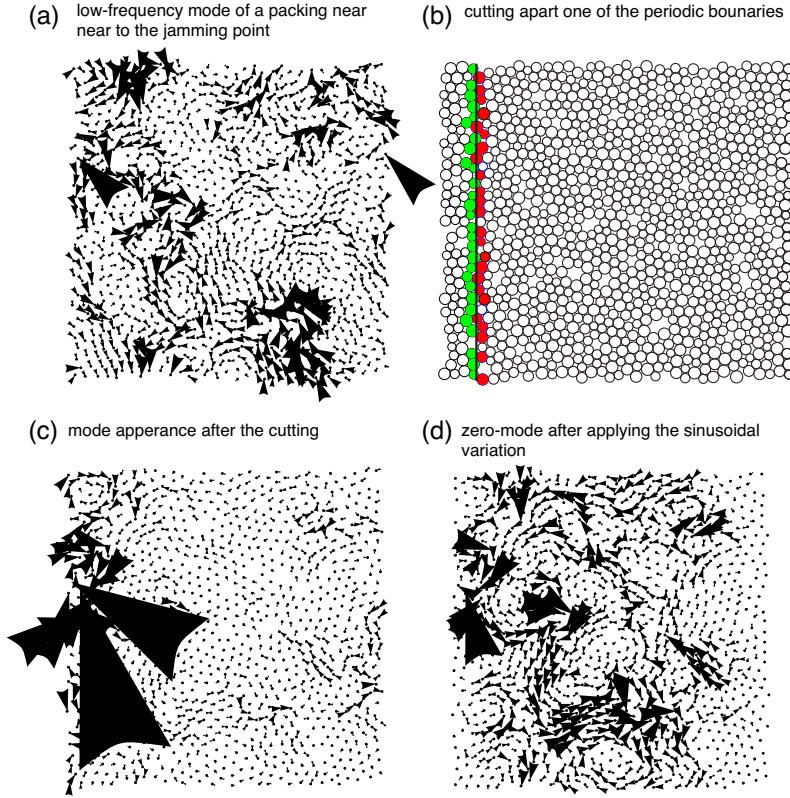 (a) low-frequency mode of a packing near
near to the jamming point
(b) cutting apart one of the periodic bounaries
(c) mode apperance after the cutting
(d) zero-mode after applying the sinusoidal
variation